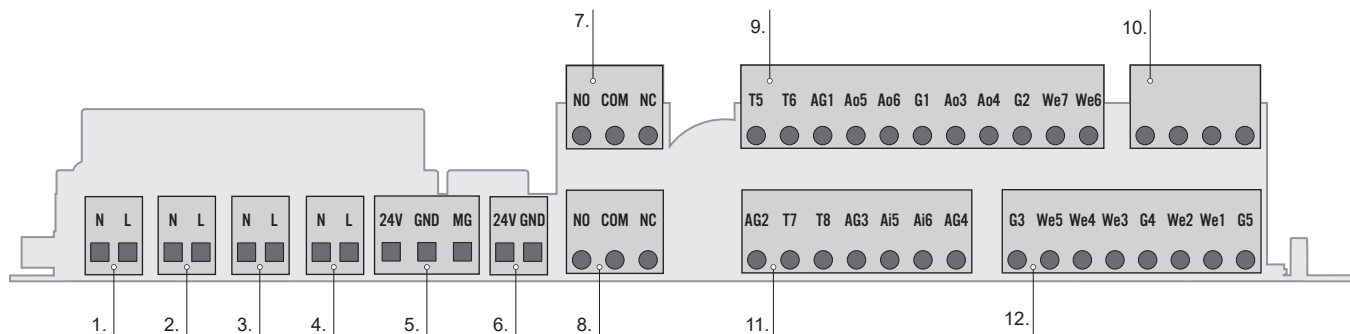 7. 9. 10.
NO COM NC
T5 T6 AG1 Ao5 Ao6 G1 Ao3 Ao4 G2 We7 We6
N L N L N L N L 24V GND MG 24V GND NO COM NC AG2 T7 T8 AG3 Ai5 Ai6 AG4 G3 We5 We4 We3 G4 We2 We1 G5
1. 2. 3. 4. 5. 6. 8. 11. 12.